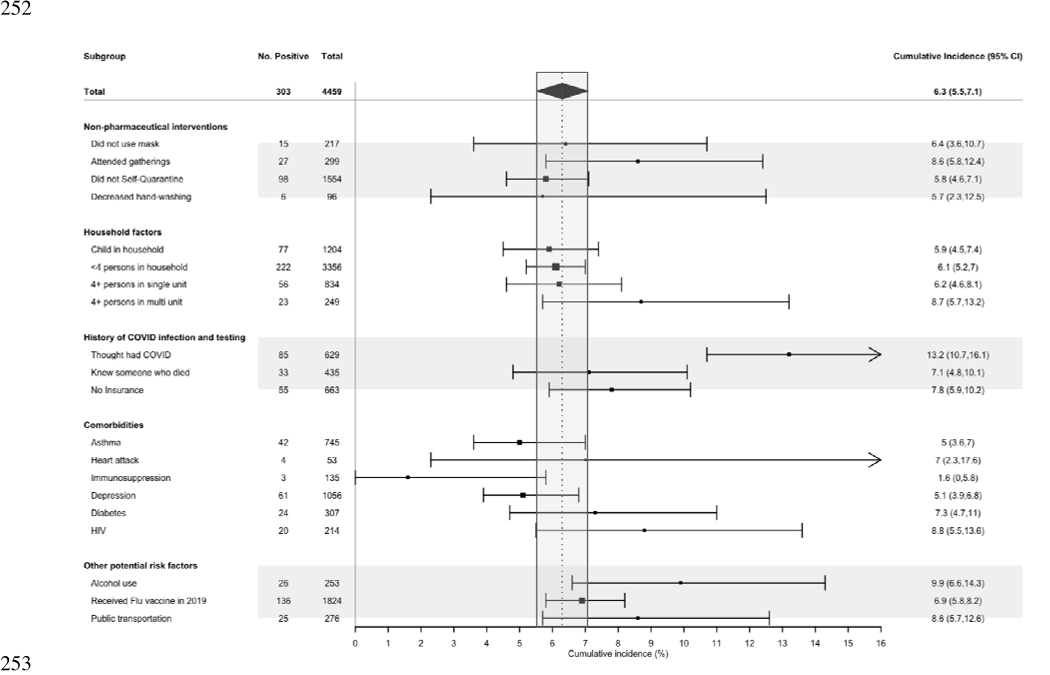 252
Subgroup No. Positive Total Cumulative Incidence (95% CI)
Total 303 4459 6.3 (5.5,7.1)
Non-pharmaceutical interventions
Did not use mask 15 217 6.4 (3.6,10.7)
Attended gatherings 27 299 8.6 (5.8,12.4)
Did not Self-Quarantine 98 1554 5.8 (4.6,7.1)
Decreased hand-washing 6 96 5.7 (2.3,12.5)
Household factors
Child in household 77 1204 5.9 (4.5,7.4)
<4 persons in household 222 3356 6.1 (5.2,7)
4+ persons in single unit 56 834 6.2 (4.6,8.1)
4+ persons in multi unit 23 249 8.7 (5.7,13.2)
History of COVID infection and testing
Thought had COVID 85 629 13.2 (10.7,16.1)
Knew someone who died 33 435 7.1 (4.8,10.1)
No Insurance 55 663 7.8 (5.9,10.2)
Comorbidities
Asthma 42 745 5 (3.6,7)
Heart attack 4 53 7 (2.3,17.6)
Immunosuppression 3 135 1.6 (0,5.8)
Depression 61 1056 5.1 (3.9,6.8)
Diabetes 24 307 7.3 (4.7,11)
HIV 20 214 8.8 (5.5,13.6)
Other potential risk factors
Alcohol use 26 253 9.9 (6.6,14.3)
Received Flu vaccine in 2019 136 1824 6.9 (5.8,8.2)
Public transportation 25 276 8.6 (5.7,12.6)
0 1 2 3 4 5 6 7 8 9 10 11 12 13 14 15 16
Cumulative incidence (%)
253